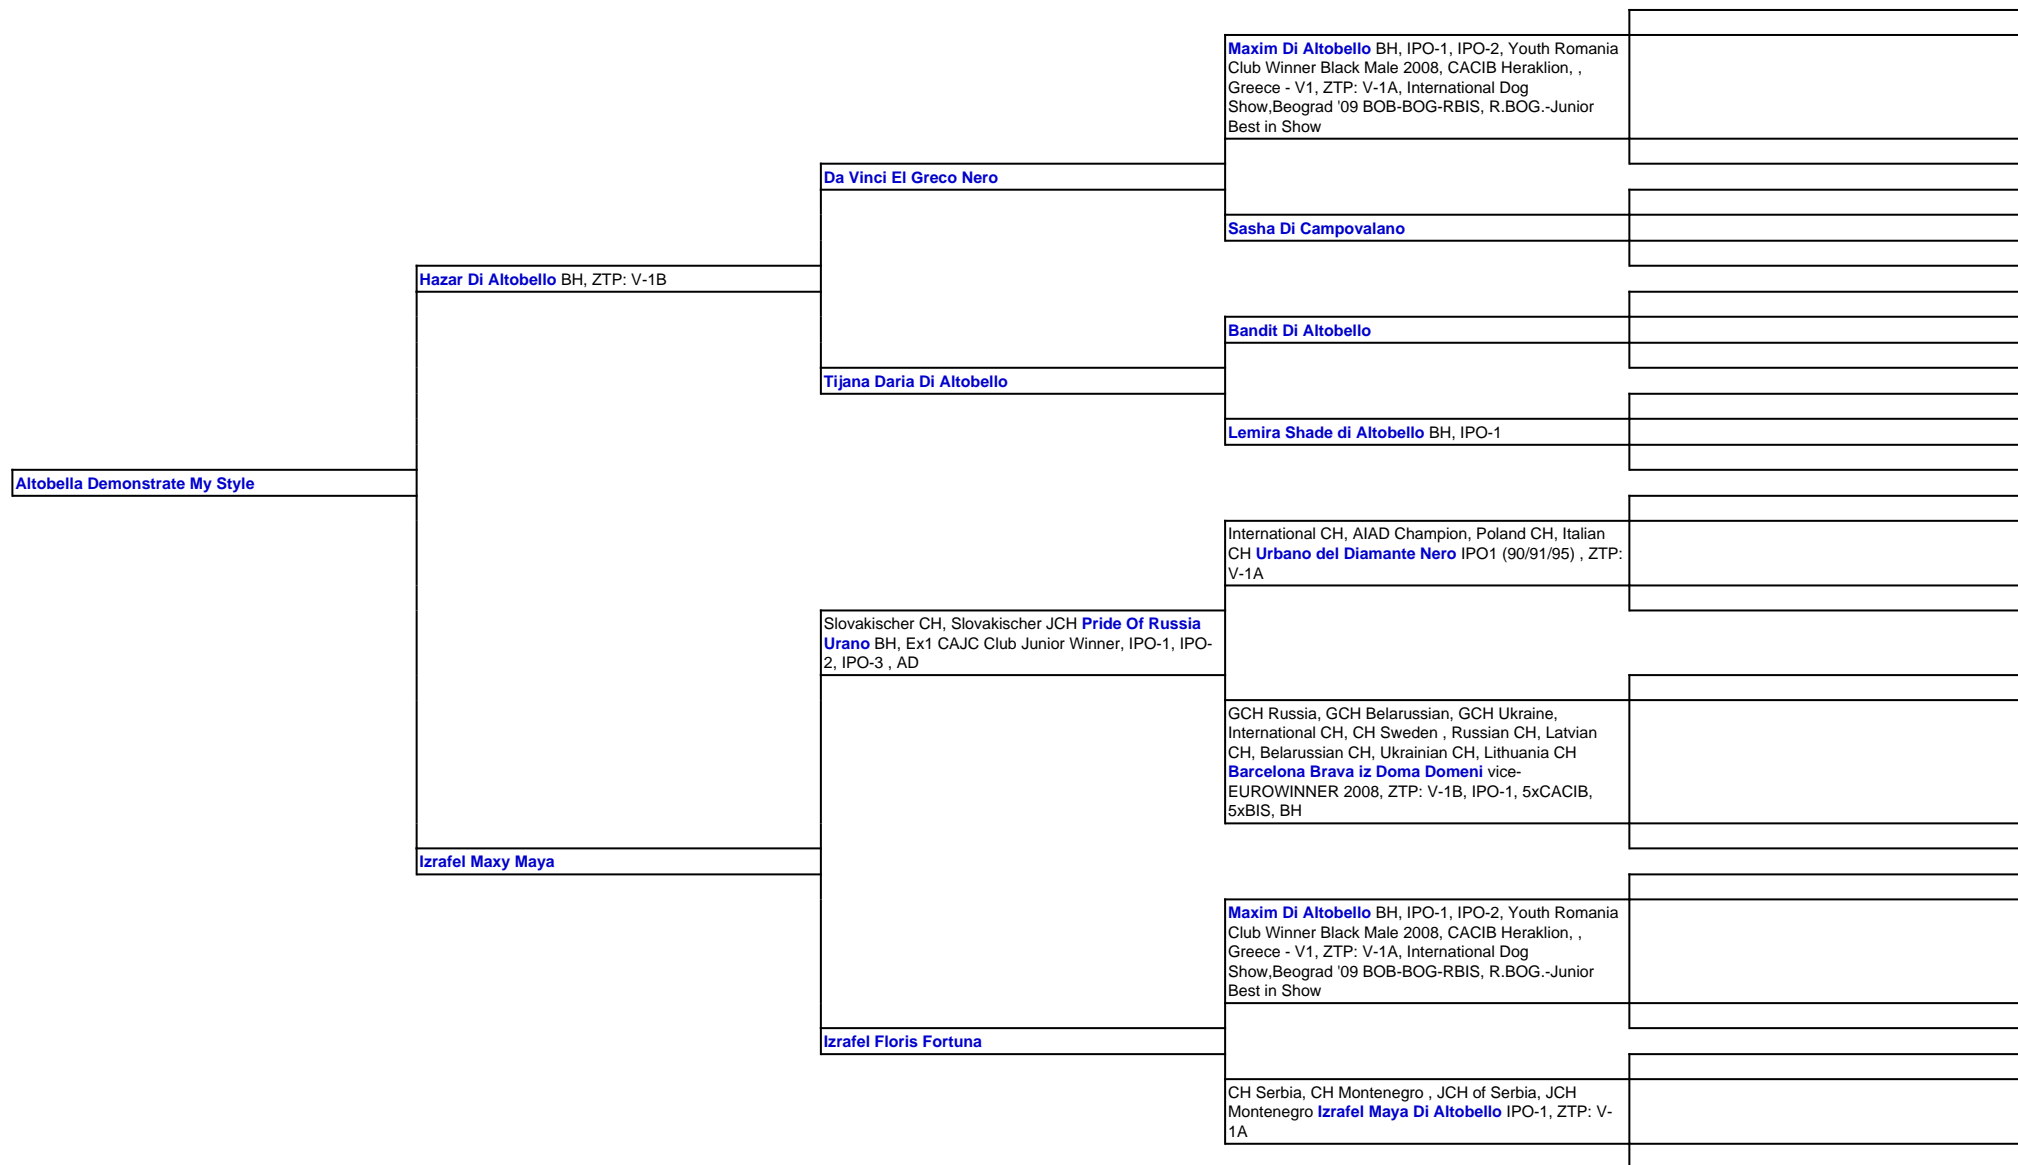 Maxim Di Altobello BH, IPO-1, IPO-2, Youth Romania
Club Winner Black Male 2008, CACIB Heraklion, ,
Greece - V1, ZTP: V-1A, International Dog
Show,Beograd '09 BOB-BOG-RBIS, R.BOG.-Junior
Best in Show
Da Vinci El Greco Nero
Sasha Di Campovalano
Hazar Di Altobello BH, ZTP: V-1B
Bandit Di Altobello
Tijana Daria Di Altobello
Lemira Shade di Altobello BH, IPO-1
Altobella Demonstrate My Style
International CH, AIAD Champion, Poland CH, Italian
CH Urbano del Diamante Nero IPO1 (90/91/95) , ZTP:
V-1A
Slovakischer CH, Slovakischer JCH Pride Of Russia
Urano BH, Ex1 CAJC Club Junior Winner, IPO-1, IPO-
2, IPO-3 , AD
GCH Russia, GCH Belarussian, GCH Ukraine,
International CH, CH Sweden , Russian CH, Latvian
CH, Belarussian CH, Ukrainian CH, Lithuania CH
Barcelona Brava iz Doma Domeni vice-
EUROWINNER 2008, ZTP: V-1B, IPO-1, 5xCACIB,
5xBIS, BH
Izrafel Maxy Maya
Maxim Di Altobello BH, IPO-1, IPO-2, Youth Romania
Club Winner Black Male 2008, CACIB Heraklion, ,
Greece - V1, ZTP: V-1A, International Dog
Show,Beograd '09 BOB-BOG-RBIS, R.BOG.-Junior
Best in Show
Izrafel Floris Fortuna
CH Serbia, CH Montenegro , JCH of Serbia, JCH
Montenegro Izrafel Maya Di Altobello IPO-1, ZTP: V-
1A